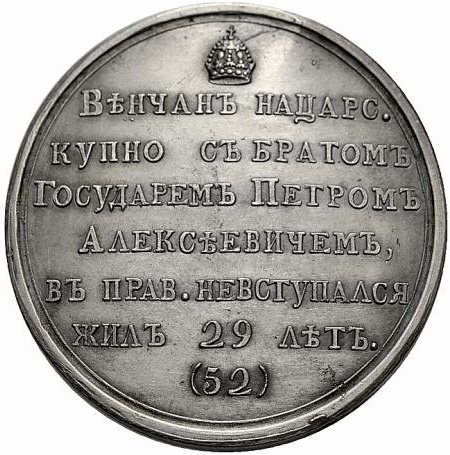 ВѢНЧАНЪ НАЦАРС.
КУПНО СЪ БРАТОМЪ
ГОСУДАРЕМЪ ПЕТРОМЪ
АЛЕКСѢЕВИЧЕМЪ,
ВЪ ПРАВ. НЕВСТУПАЛСЯ
ЖИЛЪ 29 ЛѢТЪ.
(52)